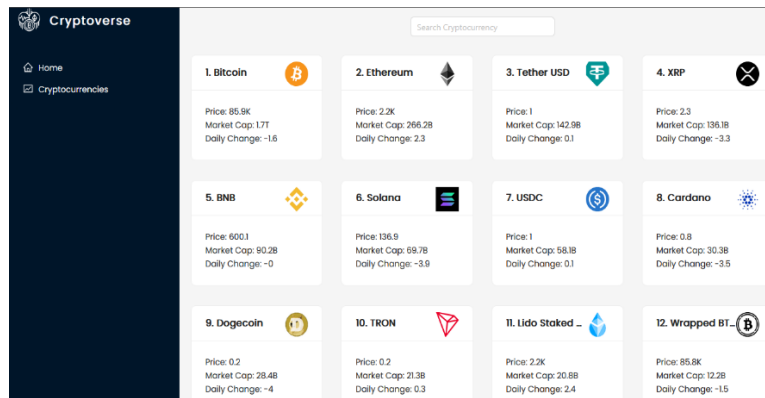 Cryptoverse
Search Cryptocurrency
Home
Cryptocurrencies
1. Bitcoin
Price: 85.9K
Market Cap: 1.7T
Daily Change: -1.6
2. Ethereum
Price: 2.2K
Market Cap: 266.2B
Daily Change: 2.3
3. Tether USD
Price: 1
Market Cap: 142.9B
Daily Change: 0.1
4. XRP
Price: 2.3
Market Cap: 136.1B
Daily Change: -3.3
5. BNB
Price: 600.1
Market Cap: 90.2B
Daily Change: -0
6. Solana
Price: 136.9
Market Cap: 69.7B
Daily Change: -3.9
7. USDC
Price: 1
Market Cap: 58.1B
Daily Change: 0.1
8. Cardano
Price: 0.8
Market Cap: 30.3B
Daily Change: -3.5
9. Dogecoin
Price: 0.2
Market Cap: 28.4B
Daily Change: -4
10. TRON
Price: 0.2
Market Cap: 21.3B
Daily Change: 0.3
11. Lido Staked ...
Price: 2.2K
Market Cap: 20.8B
Daily Change: 2.4
12. Wrapped BT...
Price: 85.8K
Market Cap: 12.2B
Daily Change: -1.5